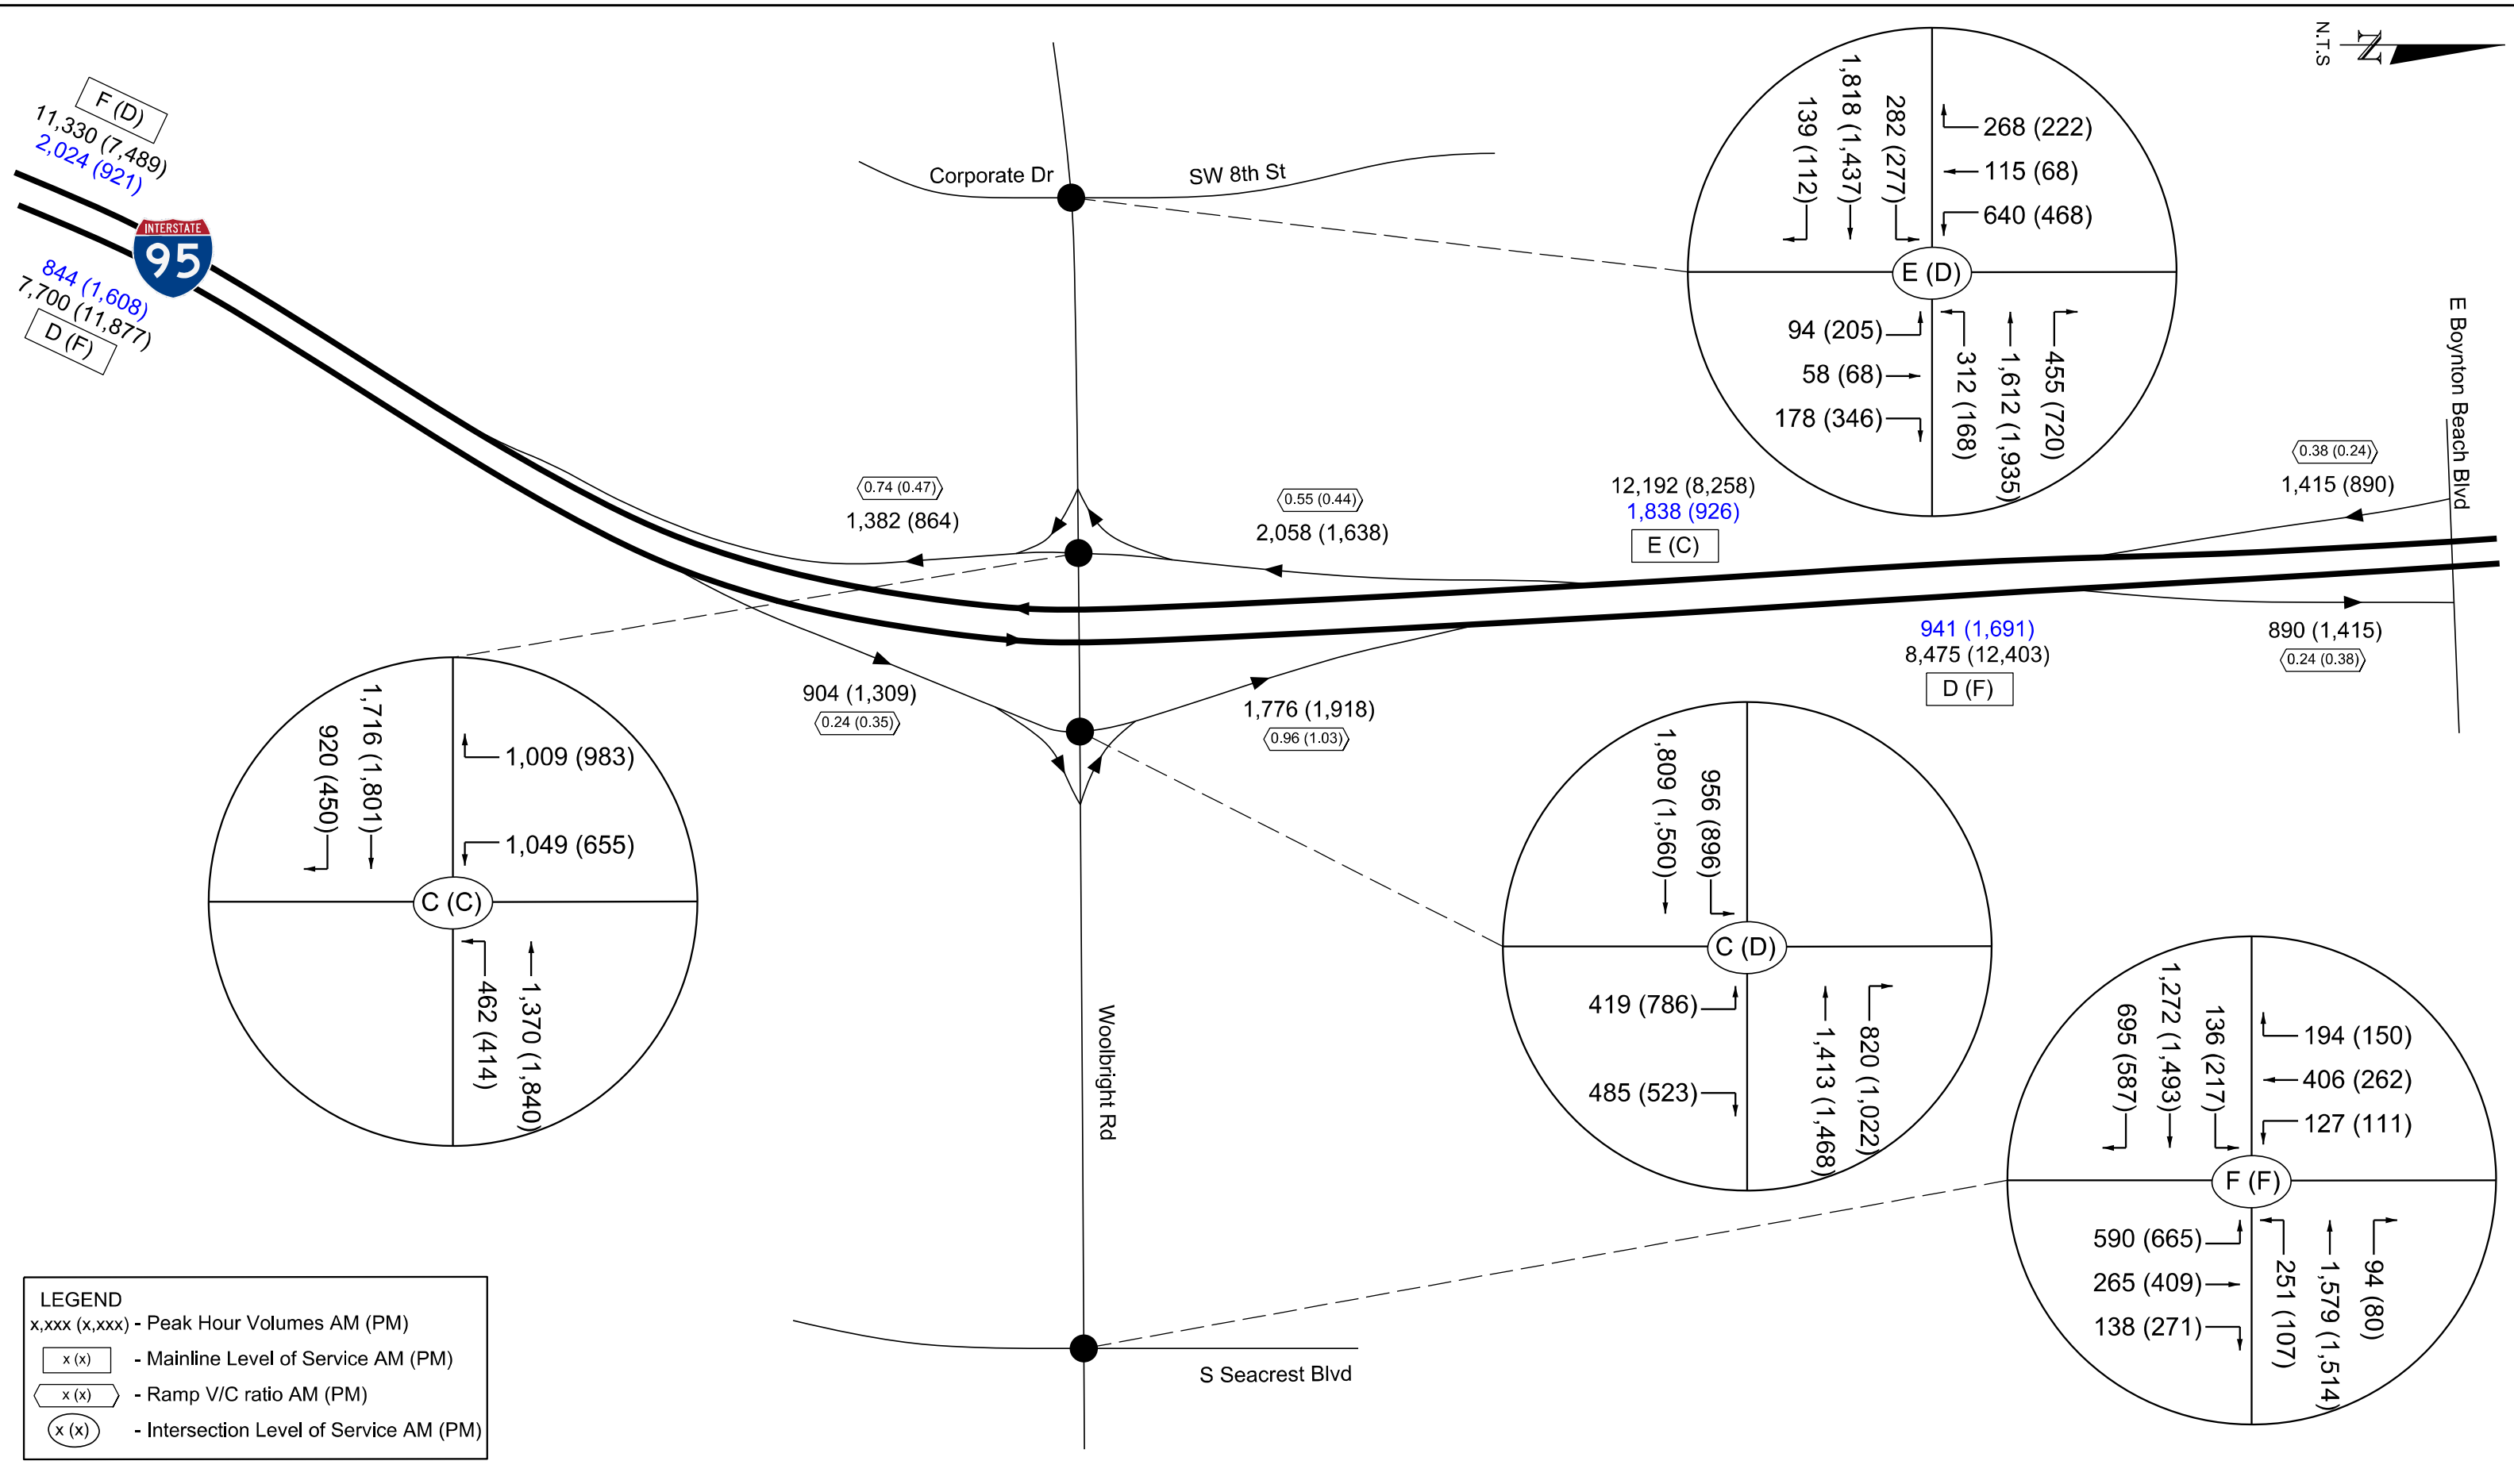 N
N.T.S
F (D)
11,330 (7,489)
2,024 (921)
INTERSTATE
95
844 (1,608)
7,700 (11,877)
D (F)
Corporate Dr
SW 8th St
139 (112)
1,818 (1,437)
282 (277)
268 (222)
115 (68)
640 (468)
E (D)
94 (205)
58 (68)
178 (346)
312 (168)
1,612 (1,935)
455 (720)
E Boynton Beach Blvd
0.38 (0.24)
1,415 (890)
0.74 (0.47)
1,382 (864)
0.55 (0.44)
2,058 (1,638)
12,192 (8,258)
1,838 (926)
E (C)
941 (1,691)
8,475 (12,403)
D (F)
890 (1,415)
0.24 (0.38)
904 (1,309)
0.24 (0.35)
1,776 (1,918)
0.96 (1.03)
920 (450)
1,716 (1,801)
1,009 (983)
1,049 (655)
C (C)
462 (414)
1,370 (1,840)
Woolbright Rd
1,809 (1,560)
956 (896)
C (D)
419 (786)
485 (523)
1,413 (1,468)
820 (1,022)
695 (587)
1,272 (1,493)
136 (217)
194 (150)
406 (262)
127 (111)
F (F)
590 (665)
265 (409)
138 (271)
251 (107)
1,579 (1,514)
94 (80)
S Seacrest Blvd
LEGEND
x,xxx (x,xxx) - Peak Hour Volumes AM (PM)
x (x) - Mainline Level of Service AM (PM)
x (x) - Ramp V/C ratio AM (PM)
x (x) - Intersection Level of Service AM (PM)